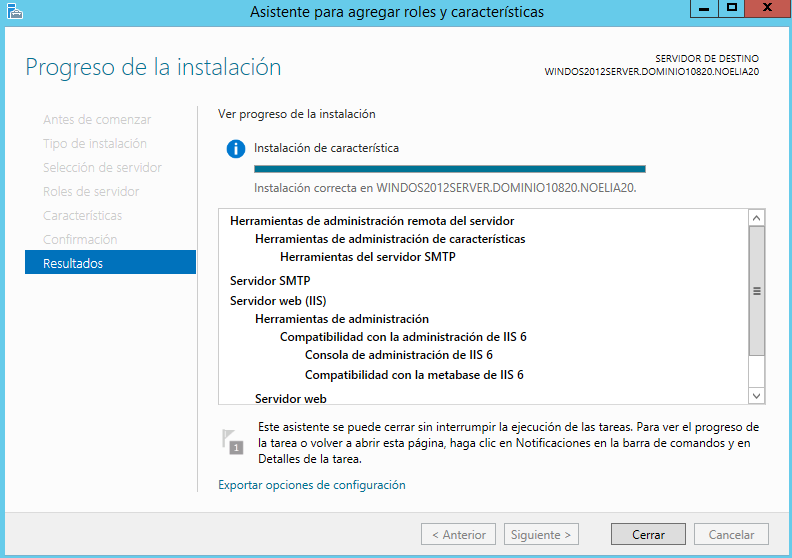 Asistente para agregar roles y características
Progreso de la instalación
SERVIDOR DE DESTINO
WINDOS2012SERVER.DOMINIO10820.NOELIA20
Antes de comenzar
Tipo de instalación
Selección de servidor
Roles de servidor
Características
Confirmación
Resultados
Ver progreso de la instalación
Instalación de característica
Instalación correcta en WINDOS2012SERVER.DOMINIO10820.NOELIA20.
Herramientas de administración remota del servidor
Herramientas de administración de características
Herramientas del servidor SMTP
Servidor SMTP
Servidor web (IIS)
Herramientas de administración
Compatibilidad con la administración de IIS 6
Consola de administración de IIS 6
Compatibilidad con la metabase de IIS 6
Servidor web
1
Este asistente se puede cerrar sin interrumpir la ejecución de las tareas. Para ver el progreso de
la tarea o volver a abrir esta página, haga clic en Notificaciones en la barra de comandos y en
Detalles de la tarea.
Exportar opciones de configuración
< Anterior
Siguiente >
Cerrar
Cancelar